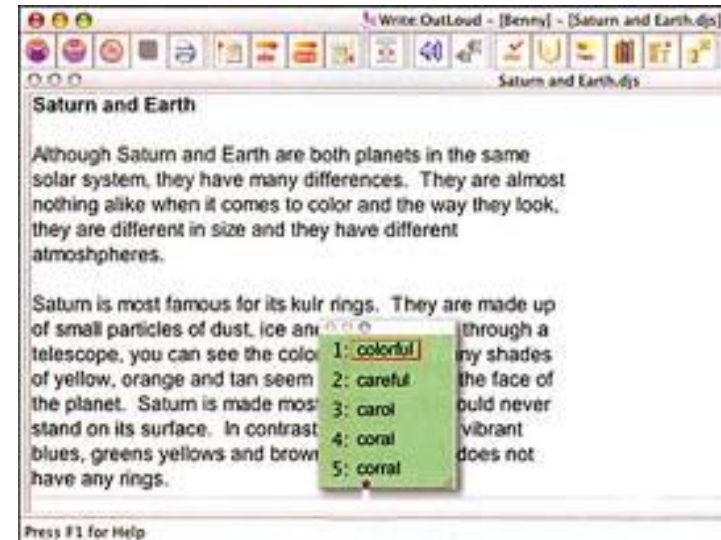 Write:OutLoud - [Benny] - [Saturn and Earth.djs]
Saturn and Earth.djs
Saturn and Earth
Although Saturn and Earth are both planets in the same
solar system, they have many differences. They are almost
nothing alike when it comes to color and the way they look,
they are different in size and they have different
atmoshpheres.
Saturn is most famous for its kulr rings. They are made up
of small particles of dust, ice an through a
telescope, you can see the colo ny shades
of yellow, orange and tan seem the face of
the planet. Saturn is made mos ould never
stand on its surface. In contrast vibrant
blues, greens yellows and brow does not
have any rings.
1: colorful
2: careful
3: carol
4: coral
5: corral
Press F1 for Help